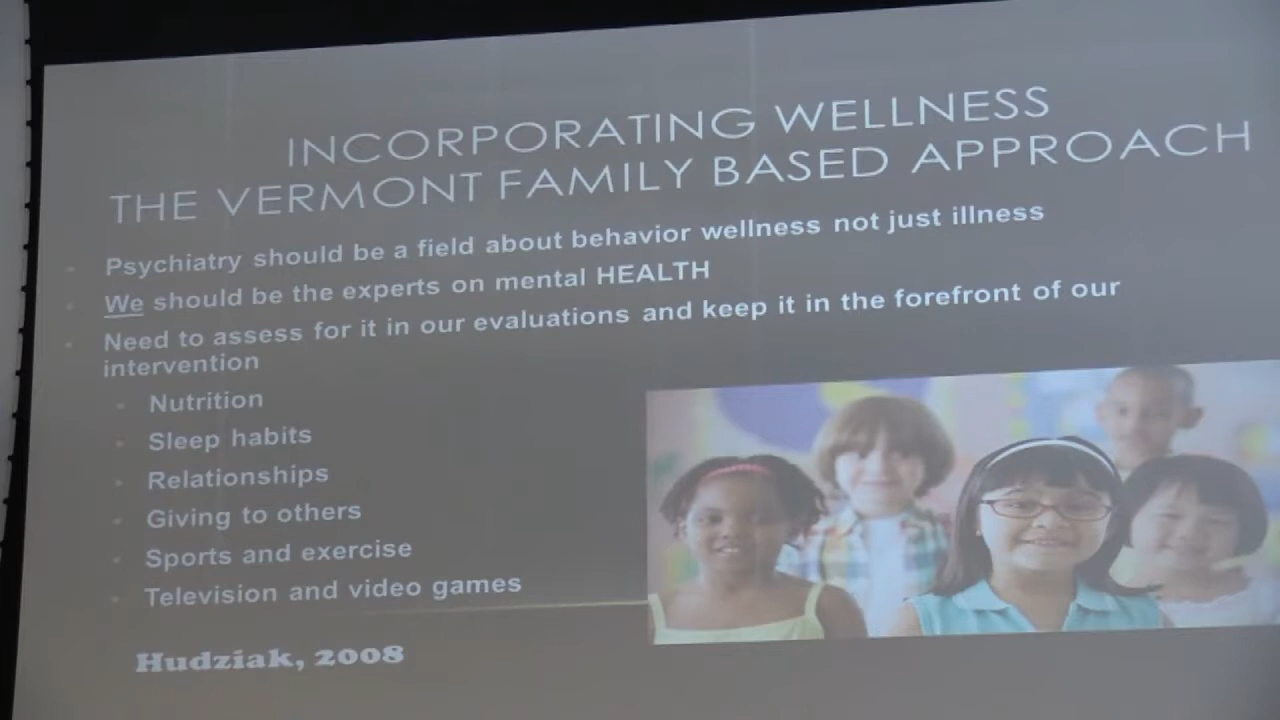 INCORPORATING WELLNESS
THE VERMONT FAMILY BASED APPROACH
Psychiatry should be a field about behavior wellness not just illness
We should be the experts on mental HEALTH
Need to assess for it in our evaluations and keep it in the forefront of our
intervention
Nutrition
Sleep habits
Relationships
Giving to others
Sports and exercise
Television and video games
Hudziak, 2008